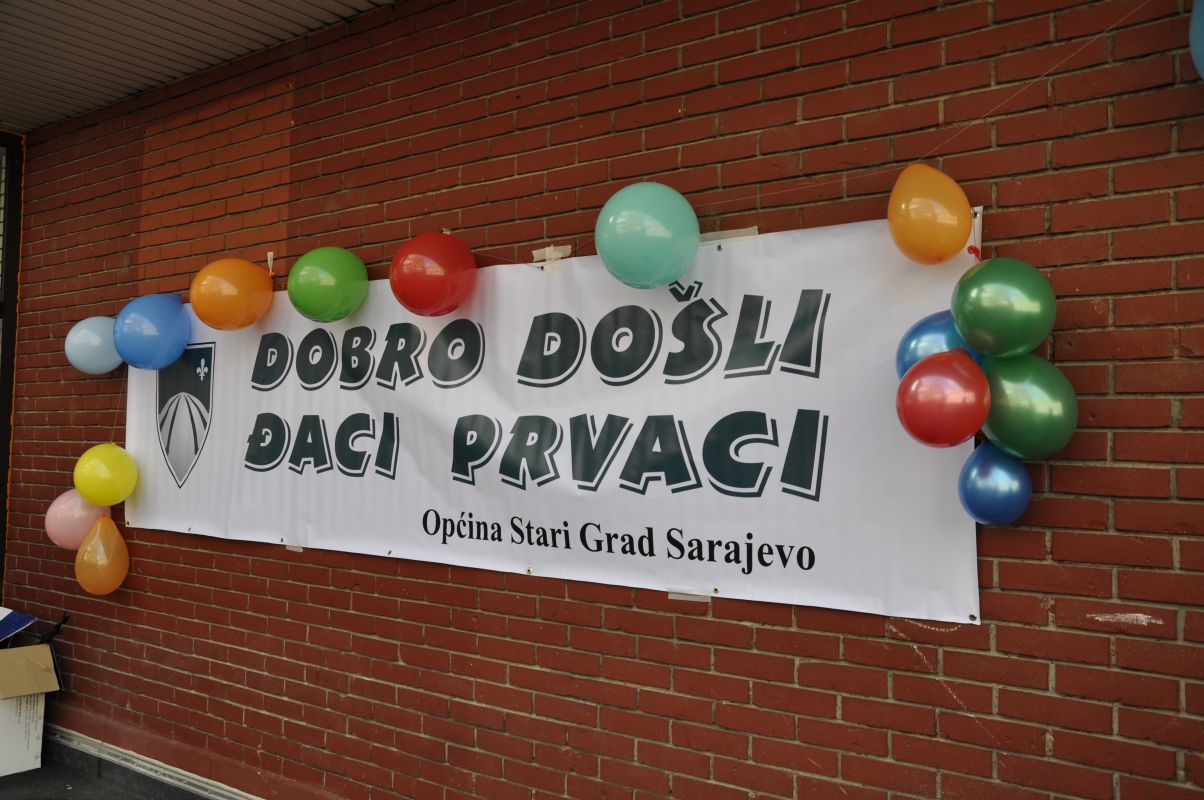 DOBRO DOŠLI
ĐACI PRVACI
Općina Stari Grad Sarajevo